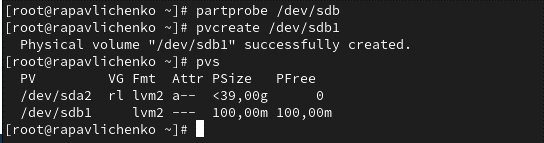 [root@rapavlichenko ~]# partprobe /dev/sdb
[root@rapavlichenko ~]# pvcreate /dev/sdb1
  Physical volume "/dev/sdb1" successfully created.
[root@rapavlichenko ~]# pvs
  PV         VG Fmt  Attr PSize   PFree
  /dev/sda2  rl lvm2 a--  <39,00g      0
  /dev/sdb1     lvm2 ---  100,00m 100,00m
[root@rapavlichenko ~]#